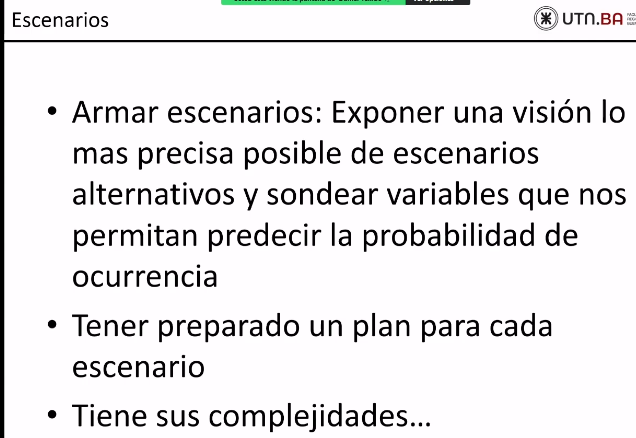 Escenarios
UTN.BA
• Armar escenarios: Exponer una visión lo
mas precisa posible de escenarios
alternativos y sondear variables que nos
permitan predecir la probabilidad de
ocurrencia
• Tener preparado un plan para cada
escenario
• Tiene sus complejidades...